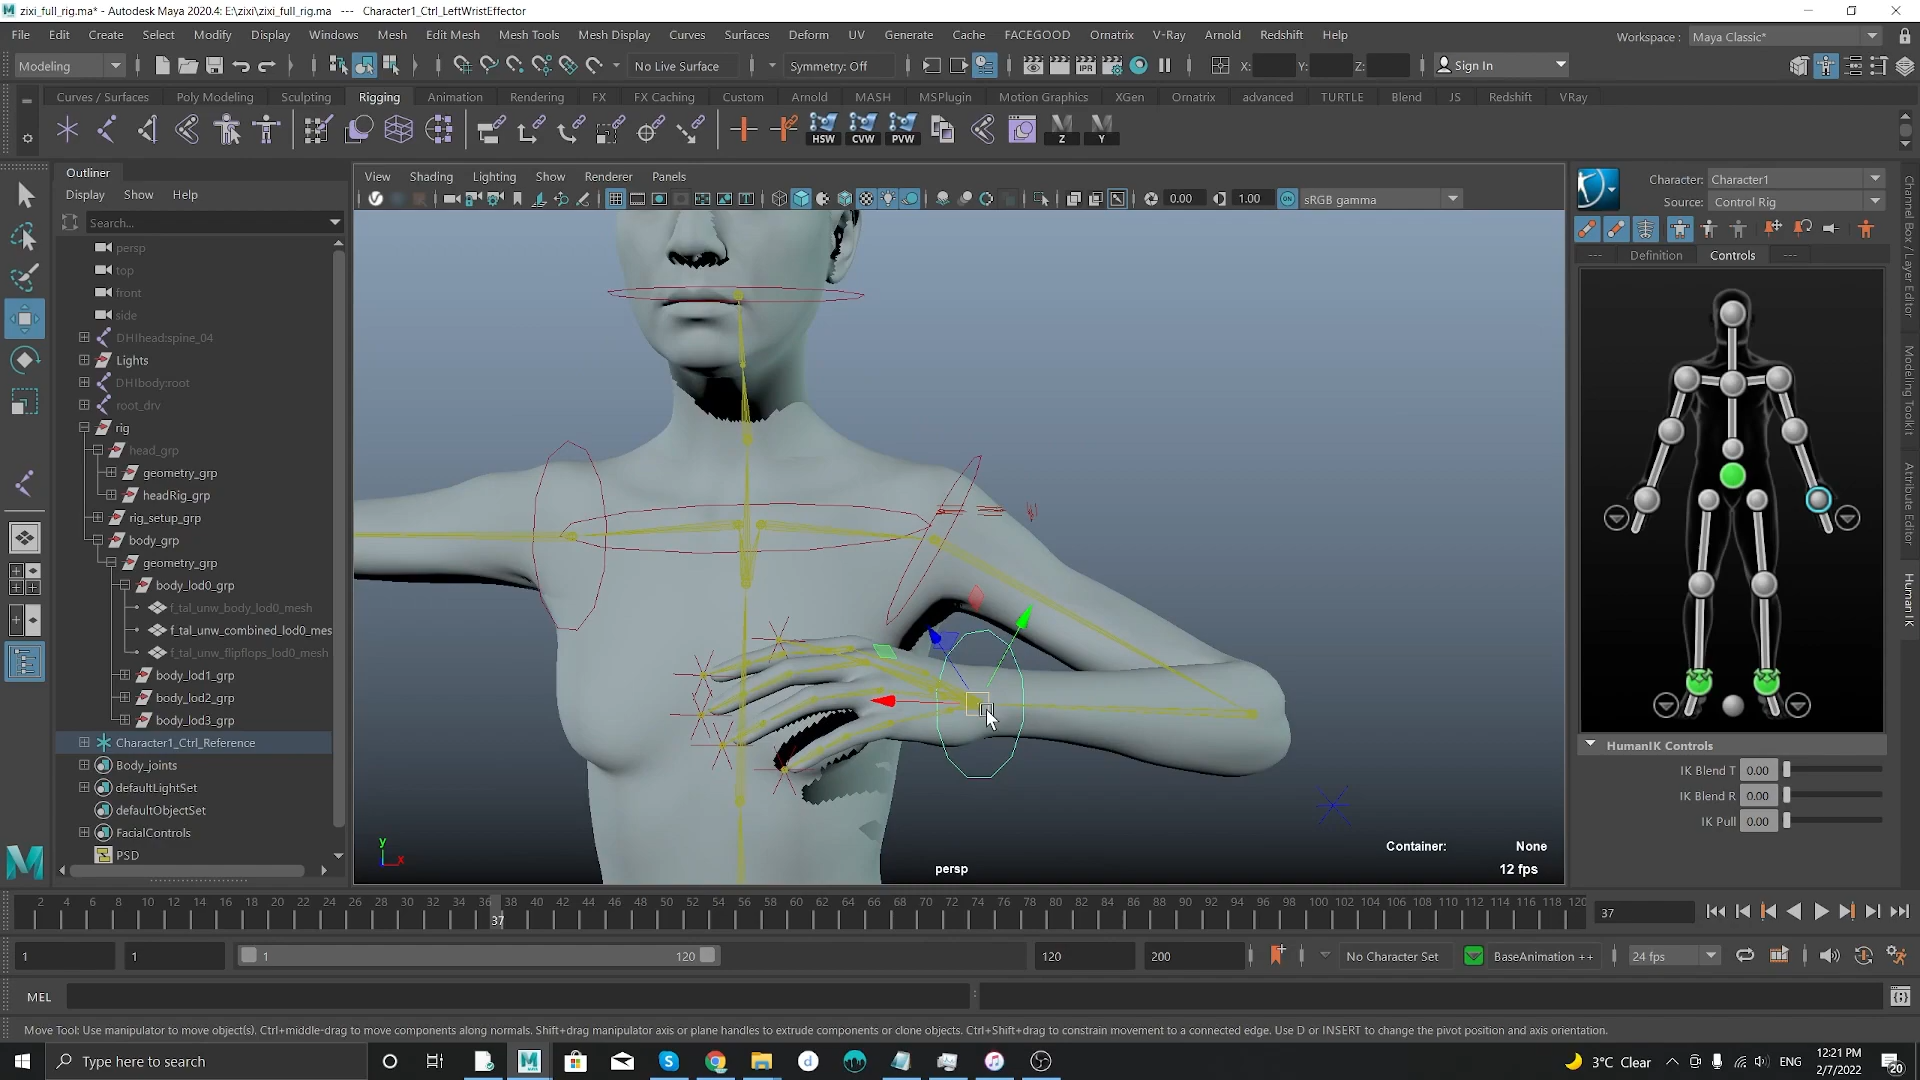 zixi_full_rig.ma* - Autodesk Maya 2020.4: E:\zixi\zixi_full_rig.ma   ---   Character1_Ctrl_LeftWristEffector
File Edit Create Select Modify Display Windows Mesh Edit Mesh Mesh Tools Mesh Display Curves Surfaces Deform UV Generate Cache FACEGOOD Ornatrix V-Ray Arnold Redshift Help
Workspace : Maya Classic*
Modeling
No Live Surface
Symmetry: Off
IPR
X: Y: Z:
Sign In
Curves / Surfaces Poly Modeling Sculpting Rigging Animation Rendering FX FX Caching Custom Arnold MASH MSPlugin Motion Graphics XGen Ornatrix advanced TURTLE Blend JS Redshift VRay
HSW CVW PVW Z Y
Outliner
Display Show Help
Search...
persp
top
front
side
DHIhead:spine_04
Lights
DHIbody:root
root_drv
rig
head_grp
geometry_grp
headRig_grp
rig_setup_grp
body_grp
geometry_grp
body_lod0_grp
f_tal_unw_body_lod0_mesh
f_tal_unw_combined_lod0_mes
f_tal_unw_flipflops_lod0_mesh
body_lod1_grp
body_lod2_grp
body_lod3_grp
Character1_Ctrl_Reference
Body_joints
defaultLightSet
defaultObjectSet
FacialControls
PSD
View Shading Lighting Show Renderer Panels
0.00 1.00 ON sRGB gamma
y
x
persp
Container: None
12 fps
Character: Character1
Source: Control Rig
--- Definition Controls ---
HumanIK Controls
IK Blend T 0.00
IK Blend R 0.00
IK Pull 0.00
Channel Box / Layer Editor
Modeling Toolkit
Attribute Editor
Human IK
2 4 6 8 10 12 14 16 18 20 22 24 26 28 30 32 34 36 38 40 42 44 46 48 50 52 54 56 58 60 62 64 66 68 70 72 74 76 78 80 82 84 86 88 90 92 94 96 98 100 102 104 106 108 110 112 114 116 118 120
37
37
1 1 1 120 120 200
No Character Set
BaseAnimation ++
24 fps
MEL
Move Tool: Use manipulator to move object(s). Ctrl+middle-drag to move components along normals. Shift+drag manipulator axis or plane handles to extrude components or clone objects. Ctrl+Shift+drag to constrain movement to a connected edge. Use D or INSERT to change the pivot position and axis orientation.
Type here to search
3°C Clear
ENG
12:21 PM
2/7/2022
20